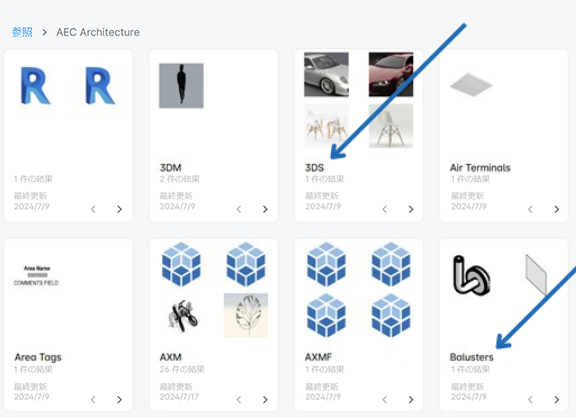 参照 > AEC Architecture
1 件の結果
最終更新
2024/7/9
3DM
2 件の結果
最終更新
2024/7/9
3DS
1 件の結果
最終更新
2024/7/9
Air Terminals
1 件の結果
最終更新
2024/7/9
Area Name
9999999
COMMENTS FIELD
Area Tags
1 件の結果
最終更新
2024/7/9
AXM
26 件の結果
最終更新
2024/7/17
AXMF
1 件の結果
最終更新
2024/7/9
Balusters
1 件の結果
最終更新
2024/7/9